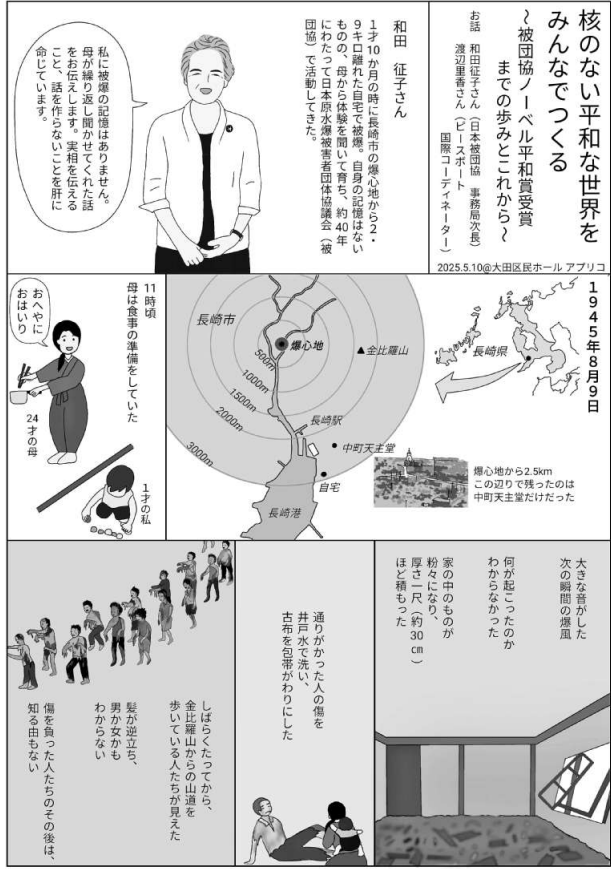 核のない平和な世界を
みんなでつくる
～被団協ノーベル平和賞受賞
までの歩みとこれから～
お話　和田征子さん（日本被団協　事務局次長）
渡辺里香さん（ピースボート
国際コーディネーター）
2025.5.10@大田区民ホール アプリコ
和田　征子さん
１才10か月の時に長崎市の爆心地から２・
９キロ離れた自宅で被爆。自身の記憶はない
ものの、母から体験を聞いて育ち、約40年
にわたって日本原水爆被害者団体協議会（被
団協）で活動してきた。
私に被爆の記憶はありません。
母が繰り返し聞かせてくれた話
をお伝えします。実相を伝える
こと、話を作らないことを肝に
命じています。
１９４５年８月９日
長崎県
長崎市
爆心地
金比羅山
500m
1000m
1500m
2000m
3000m
長崎駅
中町天主堂
自宅
長崎港
爆心地から2.5km
この辺りで残ったのは
中町天主堂だけだった
11時頃
母は食事の準備をしていた
おへやに
おはいり
24才の母
１才の私
大きな音がした
次の瞬間の爆風
何が起こったのか
わからなかった
家の中のものが
粉々になり、
厚さ一尺（約30㎝）
ほど積もった
通りがかった人の傷を
井戸水で洗い、
古布を包帯がわりにした
しばらくたってから、
金比羅山からの山道を
歩いている人たちが見えた
髪が逆立ち、
男か女かも
わからない
傷を負った人たちのその後は、
知る由もない